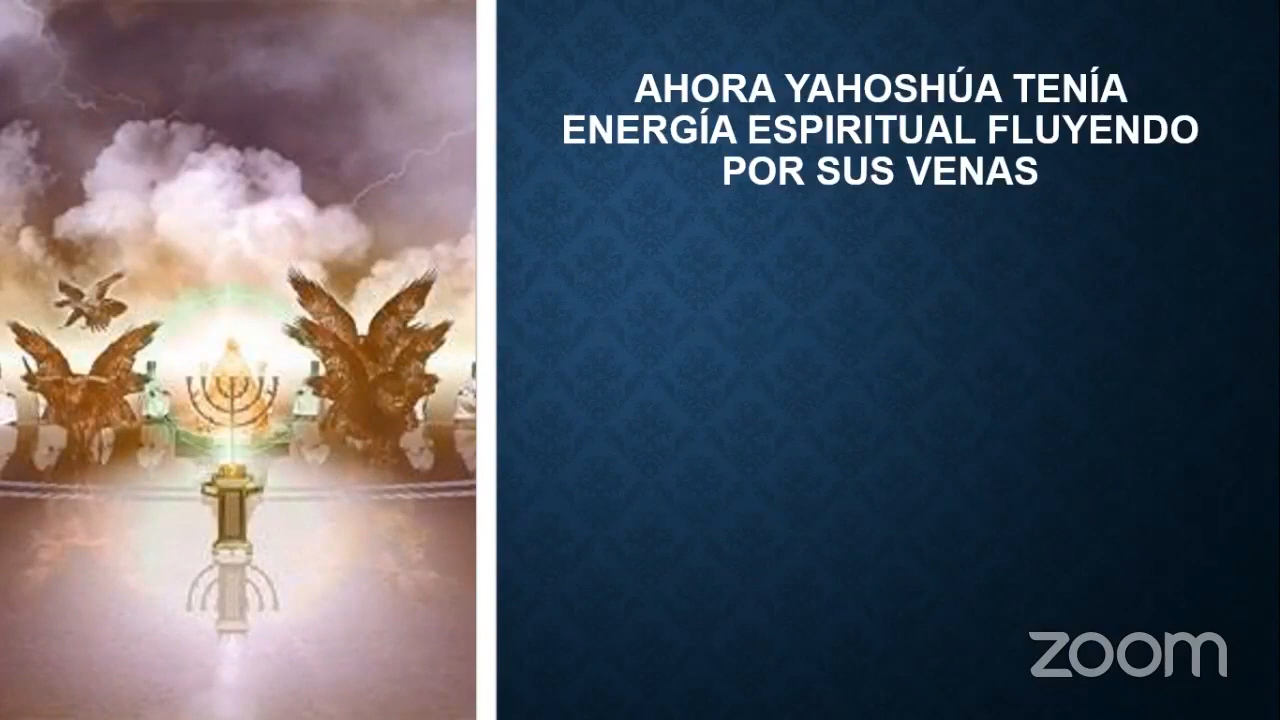 AHORA YAHOSHÚA TENÍA
ENERGÍA ESPIRITUAL FLUYENDO
POR SUS VENAS
zoom